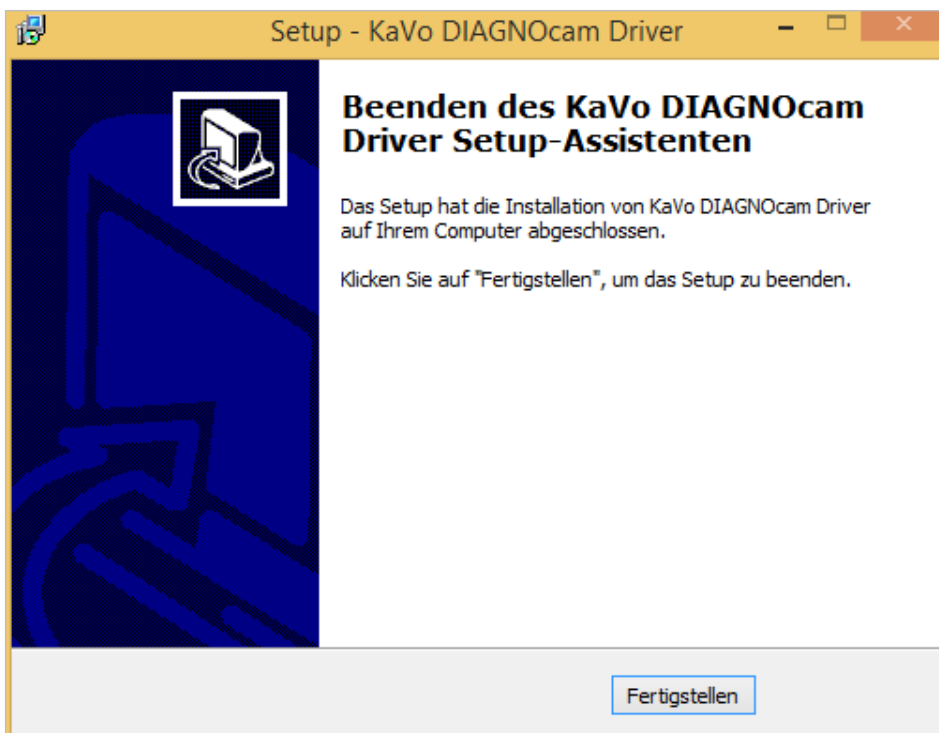 Setup - KaVo DIAGNOcam Driver
Beenden des KaVo DIAGNOcam
Driver Setup-Assistenten
Das Setup hat die Installation von KaVo DIAGNOcam Driver
auf Ihrem Computer abgeschlossen.
Klicken Sie auf "Fertigstellen", um das Setup zu beenden.
Fertigstellen